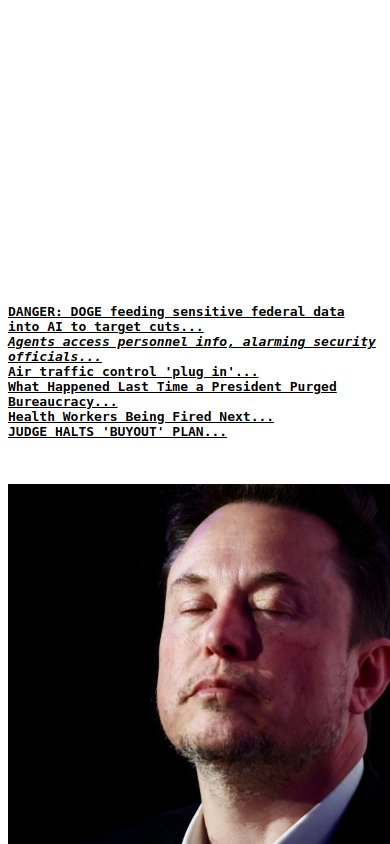 DANGER: DOGE feeding sensitive federal data
into AI to target cuts...
Agents access personnel info, alarming security
officials...
Air traffic control 'plug in'...
What Happened Last Time a President Purged
Bureaucracy...
Health Workers Being Fired Next...
JUDGE HALTS 'BUYOUT' PLAN...